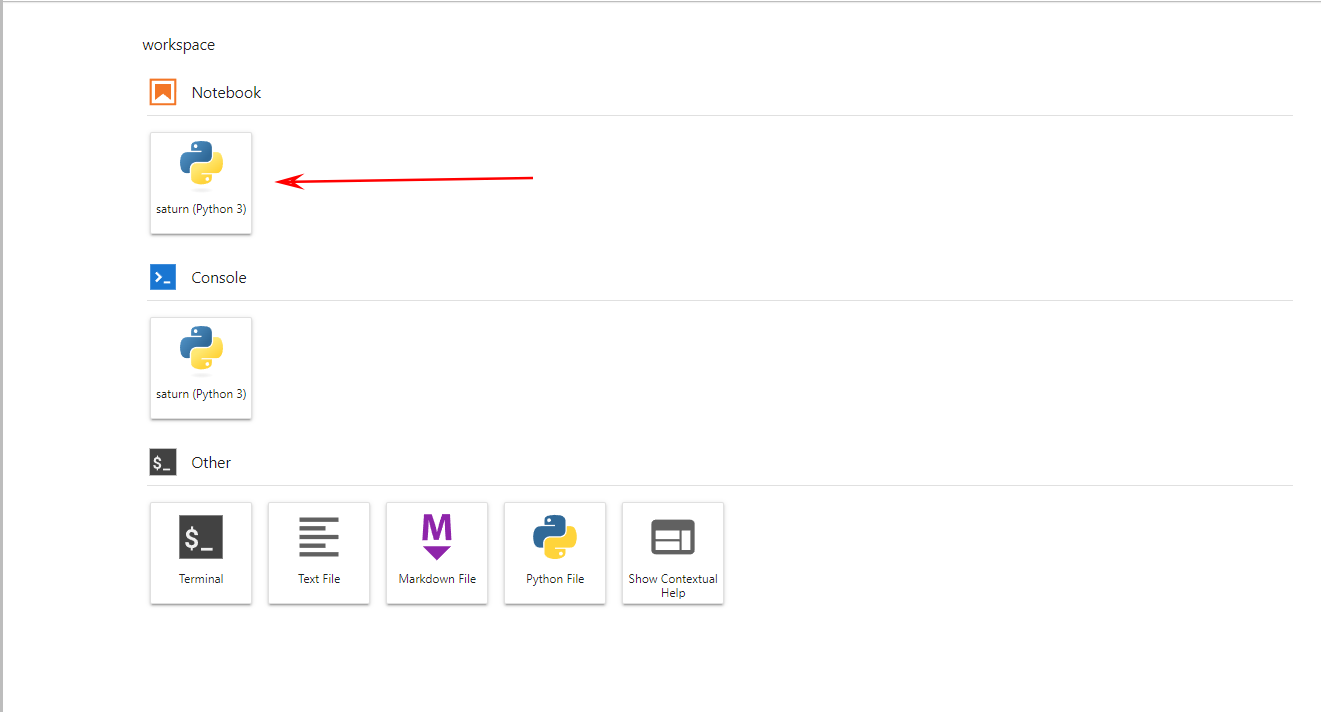 workspace
Notebook
saturn (Python 3)
>_ Console
saturn (Python 3)
$_ Other
$_
M
Terminal
Text File
Markdown File
Python File
Show Contextual
Help